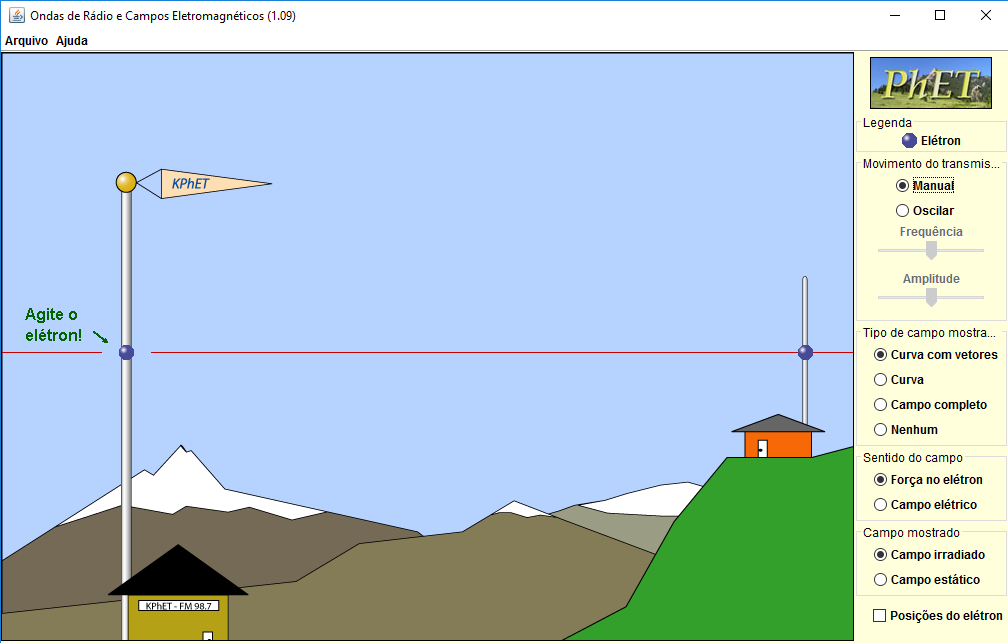 Ondas de Rádio e Campos Eletromagnéticos (1.09)
Arquivo Ajuda
KPhET
Agite o
elétron!
KPhET - FM 98.7
PhET
Legenda
Elétron
Movimento do transmis...
Manual
Oscilar
Frequência
Amplitude
Tipo de campo mostra...
Curva com vetores
Curva
Campo completo
Nenhum
Sentido do campo
Força no elétron
Campo elétrico
Campo mostrado
Campo irradiado
Campo estático
Posições do elétron